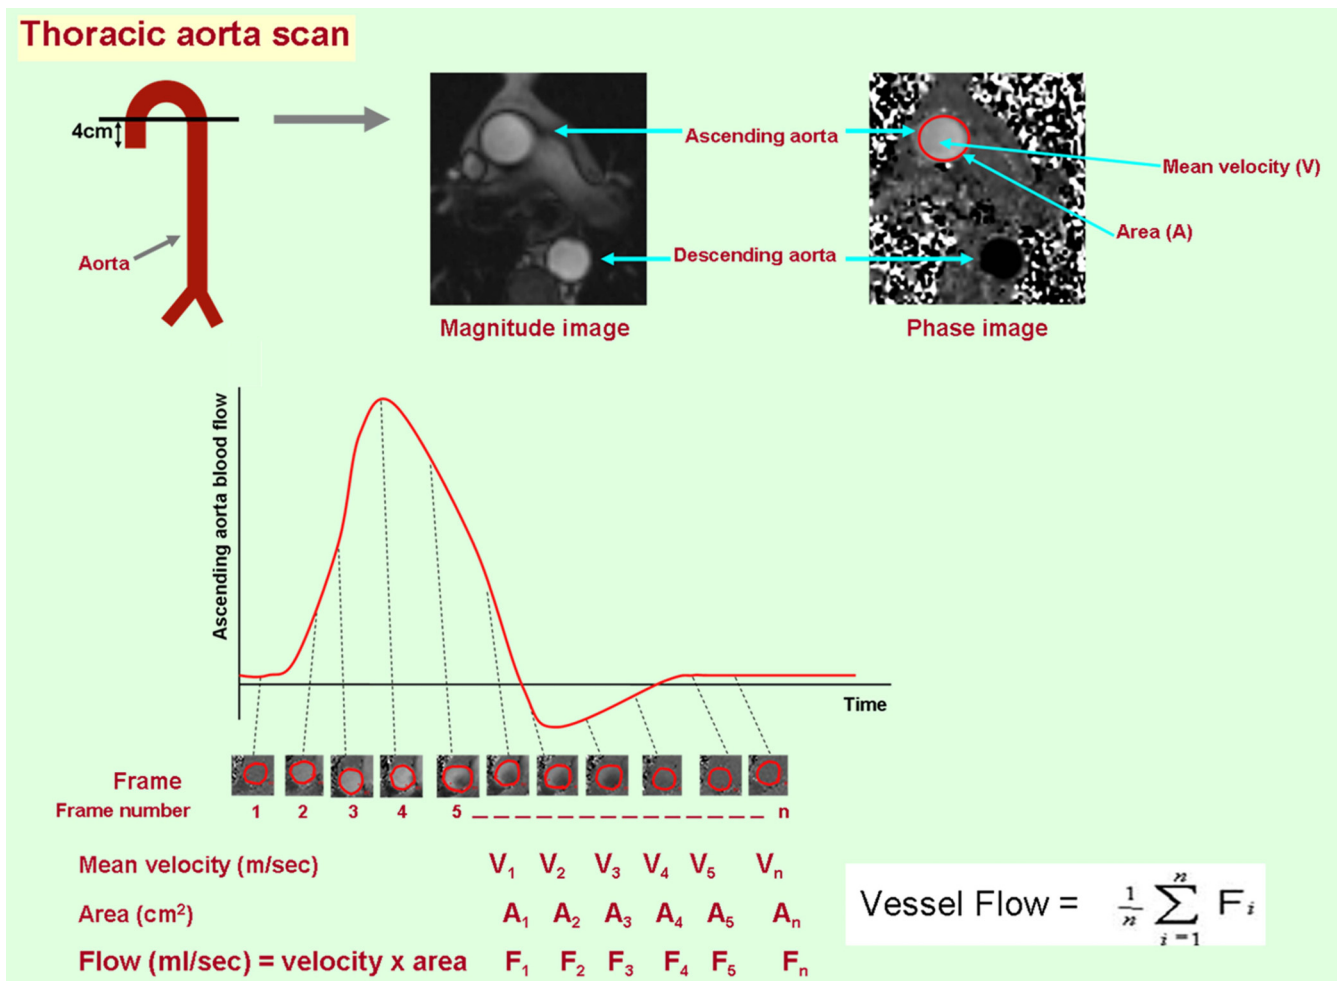 Thoracic aorta scan
4cm
Aorta
Ascending aorta
Descending aorta
Mean velocity (V)
Area (A)
Magnitude image
Phase image
Ascending aorta blood flow
Time
Frame
Frame number 1 2 3 4 5 _ _ _ _ _ _ _ _ _ _ _ n
Mean velocity (m/sec) V₁ V₂ V₃ V₄ V₅ Vₙ
Area (cm²) A₁ A₂ A₃ A₄ A₅ Aₙ
Flow (ml/sec) = velocity x area F₁ F₂ F₃ F₄ F₅ Fₙ
Vessel Flow = 1/n ∑ i=1 n Fᵢ